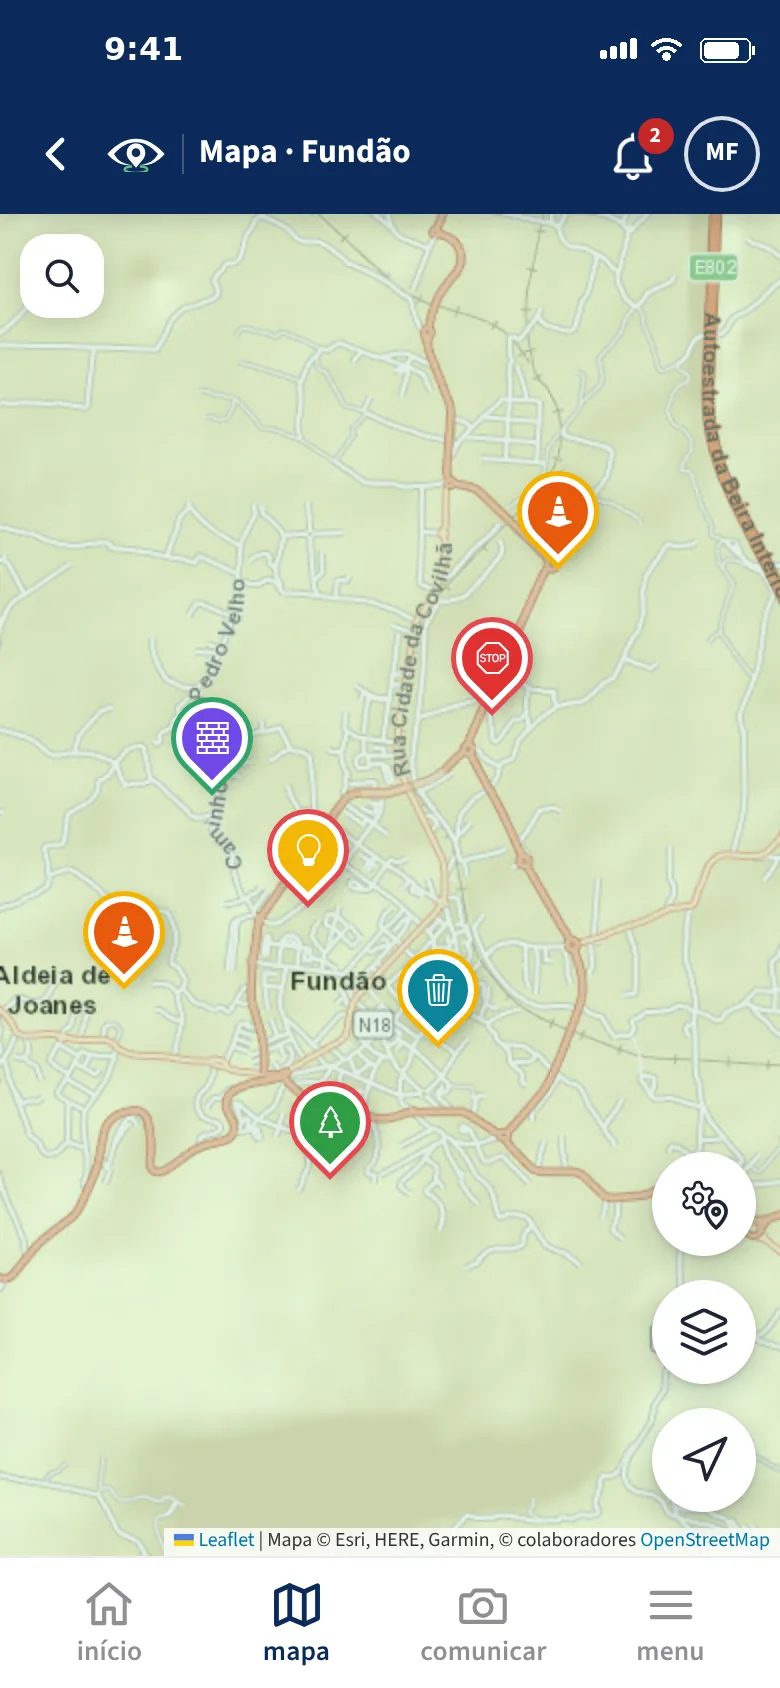 9:41
Mapa · Fundão
2
MF
E802
Autoestrada da Beira Interi
Rua Cidade da Covilhã
STOP
Caminho Pedro Velho
Aldeia de
Joanes
Fundão
N18
Leaflet | Mapa © Esri, HERE, Garmin, © colaboradores OpenStreetMap
início
mapa
comunicar
menu